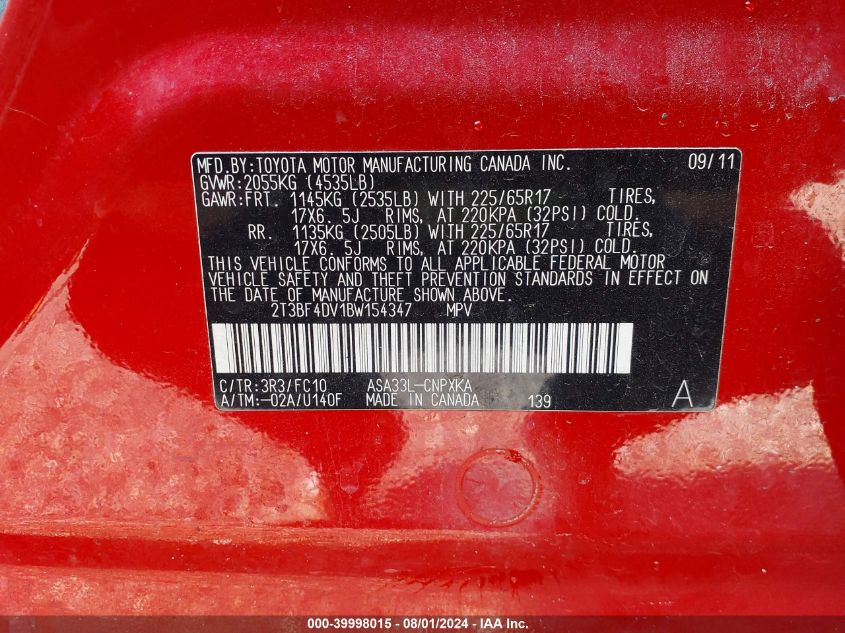 MFD.BY:TOYOTA MOTOR MANUFACTURING CANADA INC. 09/11
GVWR:2055KG (4535LB)
GAWR:FRT. 1145KG (2535LB) WITH 225/65R17 TIRES,
17X6. 5J RIMS, AT 220KPA (32PSI) COLD.
RR. 1135KG (2505LB) WITH 225/65R17 TIRES,
17X6. 5J RIMS, AT 220KPA (32PSI) COLD.
THIS VEHICLE CONFORMS TO ALL APPLICABLE FEDERAL MOTOR
VEHICLE SAFETY AND THEFT PREVENTION STANDARDS IN EFFECT ON
THE DATE OF MANUFACTURE SHOWN ABOVE.
2T3BF4DV1BW154347 MPV
C/TR:3R3/FC10 ASA33L-CNPXKA
A/TM:-02A/U140F MADE IN CANADA 139 A
000-39998015 - 08/01/2024 - IAA Inc.